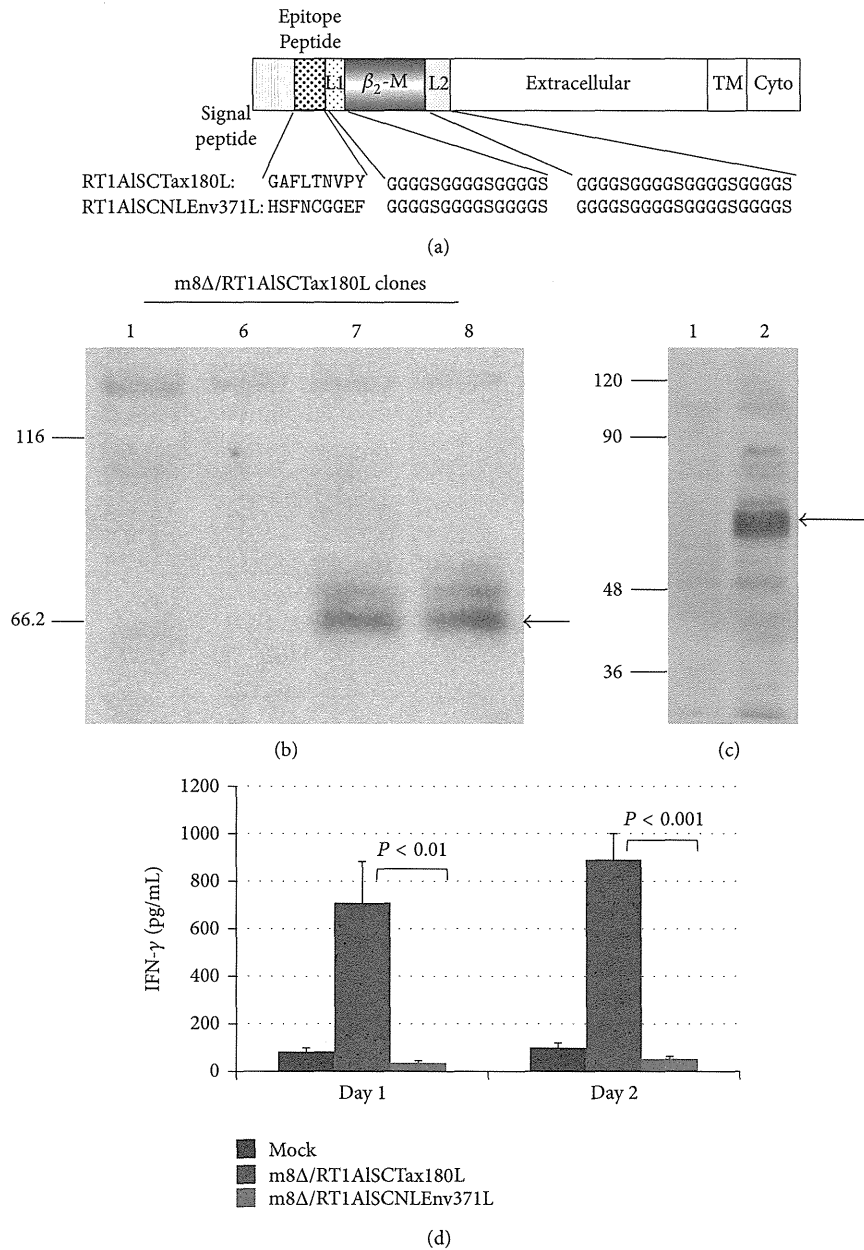 Epitope
Peptide
L1
β₂-M
L2
Extracellular
TM
Cyto
Signal
peptide
RT1AlSCTax180L: GAFLTNVPY GGGGSGGGGSGGGGS GGGGSGGGGSGGGGSGGGGS
RT1AlSCNLEnv371L: HSFNCGGEF GGGGSGGGGSGGGGS GGGGSGGGGSGGGGSGGGGS
(a)
m8Δ/RT1AlSCTax180L clones
1 6 7 8
116
66.2
(b)
1 2
120
90
48
36
(c)
1200
1000
800
600
400
200
0
IFN-γ (pg/mL)
P < 0.01
P < 0.001
Day 1
Day 2
Mock
m8Δ/RT1AlSCTax180L
m8Δ/RT1AlSCNLEnv371L
(d)